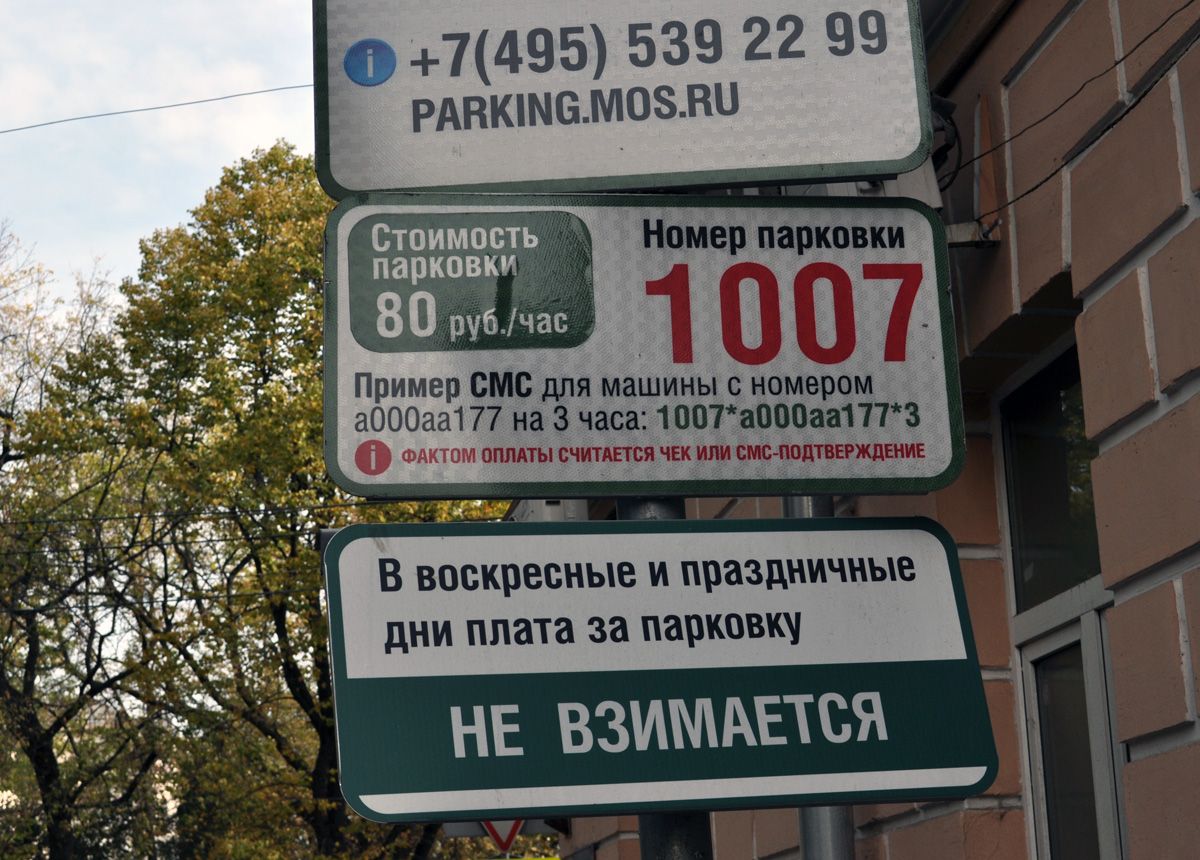 i +7(495) 539 22 99
PARKING.MOS.RU
Стоимость
парковки
80 руб./час
Номер парковки
1007
Пример СМС для машины с номером
а000аа177 на 3 часа: 1007*а000аа177*3
i ФАКТОМ ОПЛАТЫ СЧИТАЕТСЯ ЧЕК ИЛИ СМС-ПОДТВЕРЖДЕНИЕ
В воскресные и праздничные
дни плата за парковку
НЕ ВЗИМАЕТСЯ